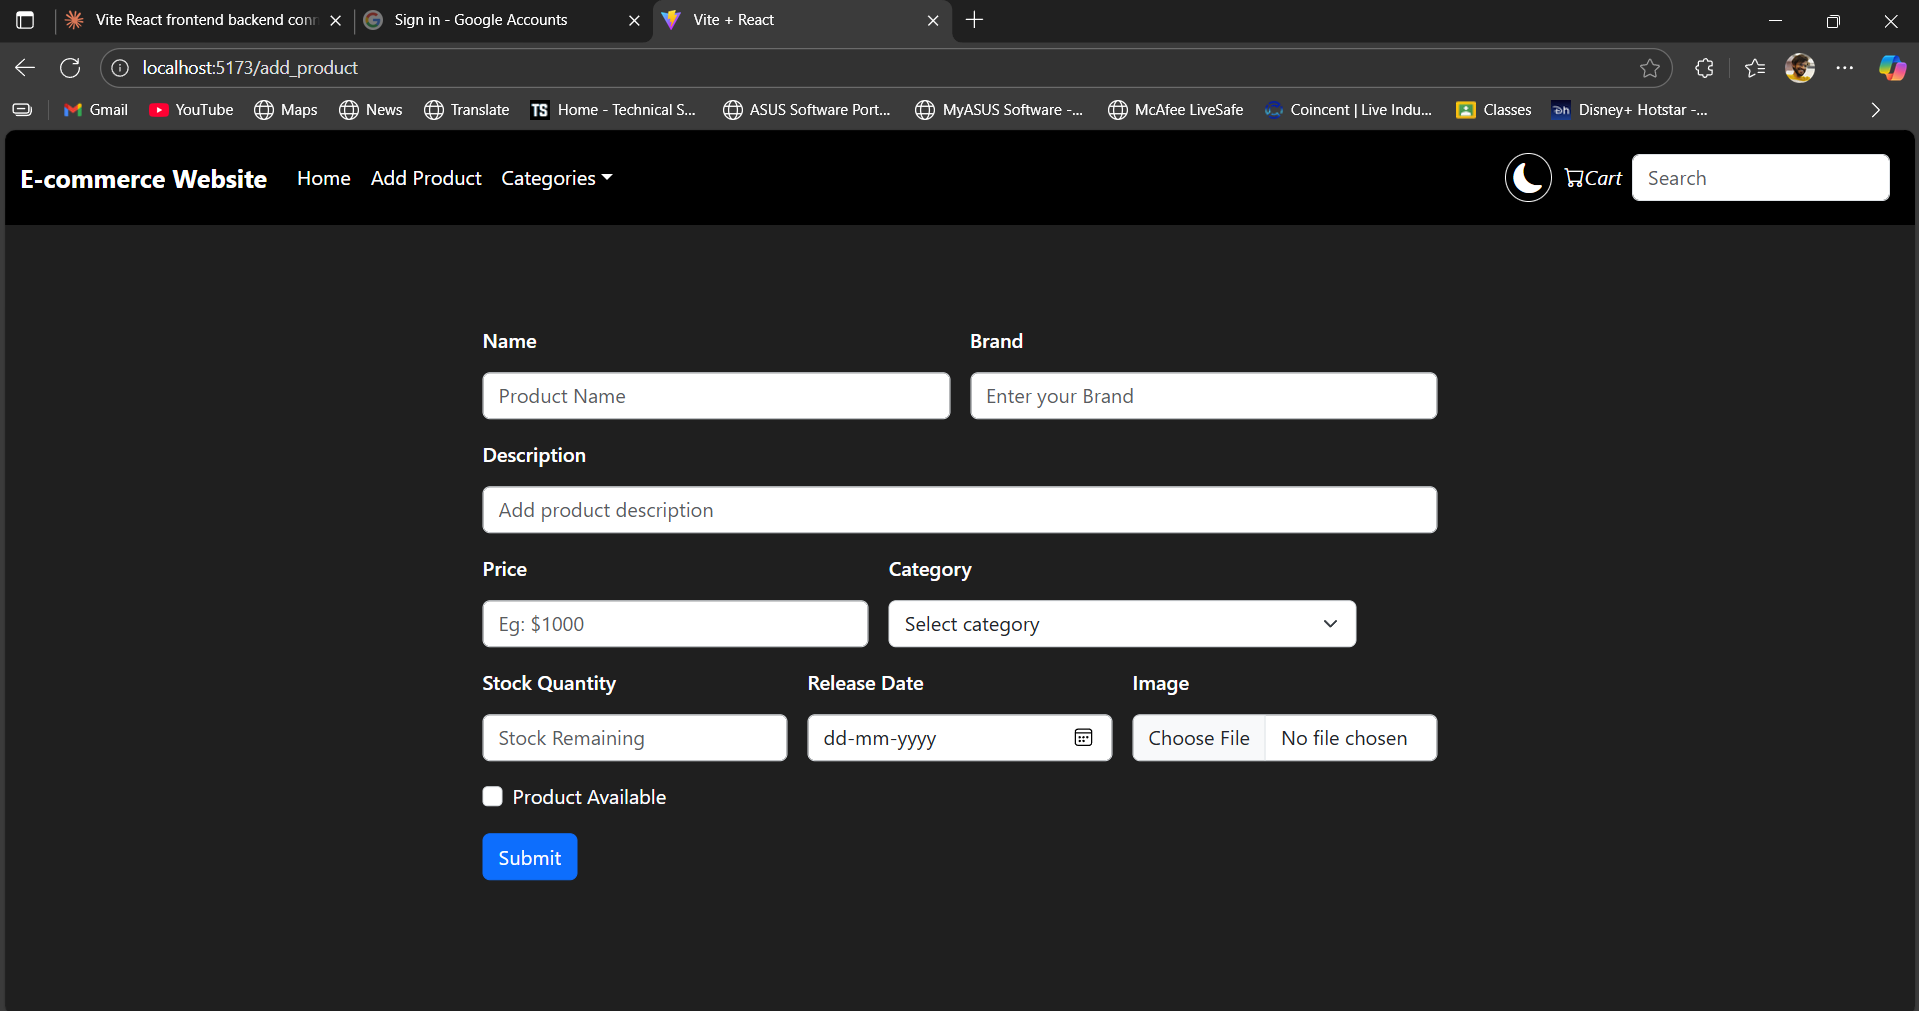 Vite React frontend backend conn
Sign in - Google Accounts
Vite + React
localhost:5173/add_product
Gmail
YouTube
Maps
News
Translate
TS Home - Technical S...
ASUS Software Port...
MyASUS Software -...
McAfee LiveSafe
Coincent | Live Indu...
Classes
Disney+ Hotstar -...
E-commerce Website
Home
Add Product
Categories
Cart
Search
Name
Brand
Product Name
Enter your Brand
Description
Add product description
Price
Category
Eg: $1000
Select category
Stock Quantity
Release Date
Image
Stock Remaining
dd-mm-yyyy
Choose File
No file chosen
Product Available
Submit